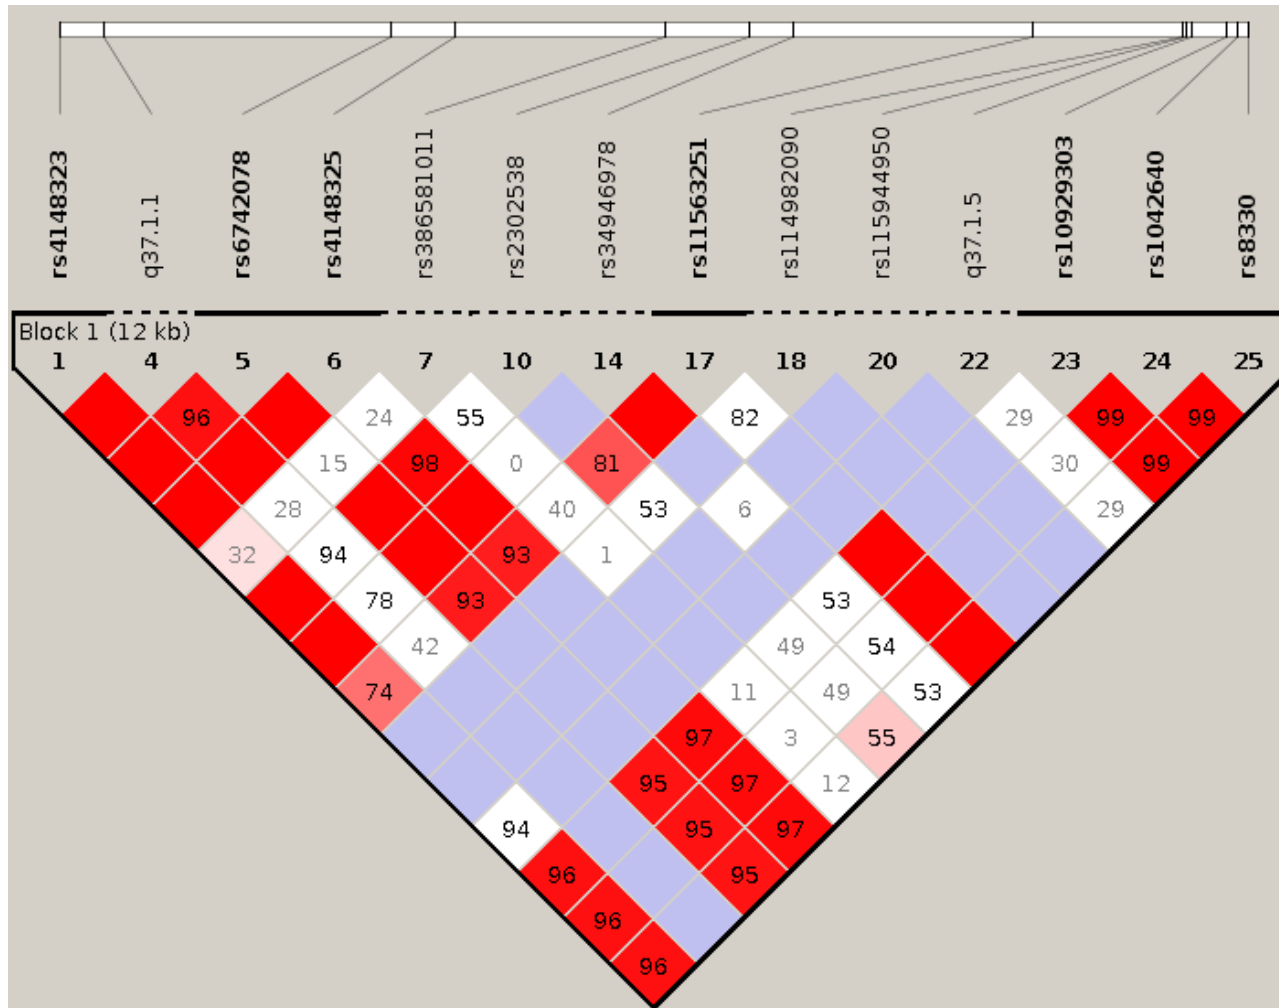 rs4148323
q37.1.1
rs6742078
rs4148325
rs386581011
rs2302538
rs34946978
rs11563251
rs114982090
rs115944950
q37.1.5
rs10929303
rs1042640
rs8330
Block 1 (12 kb)
1 4 5 6 7 10 14 17 18 20 22 23 24 25
96 24 55 82 29 99 99
15 98 0 81 30 99
28 40 53 6 29
32 94 93 1
78 93 53
42 49 54
74 11 49 53
97 3 55
95 97 12
94 95 97
96 95
96
96